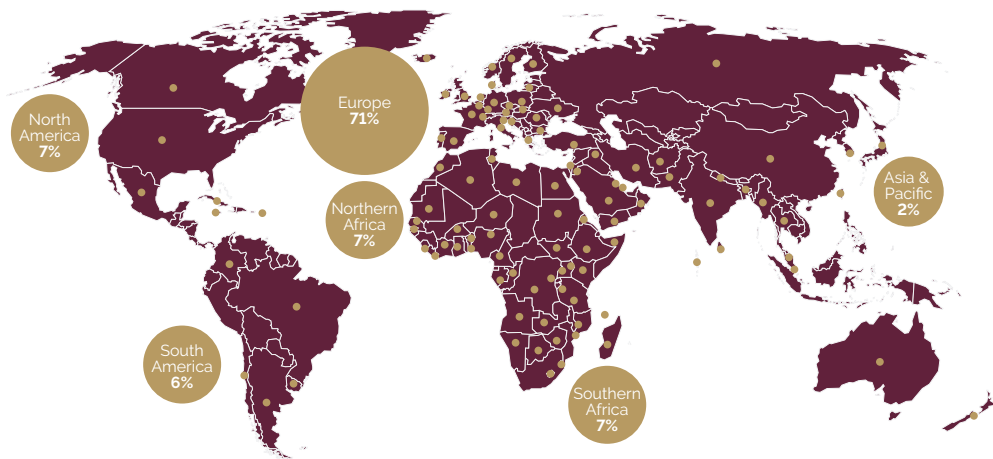 North
America
7%
Europe
71%
Northern
Africa
7%
Asia &
Pacific
2%
South
America
6%
Southern
Africa
7%